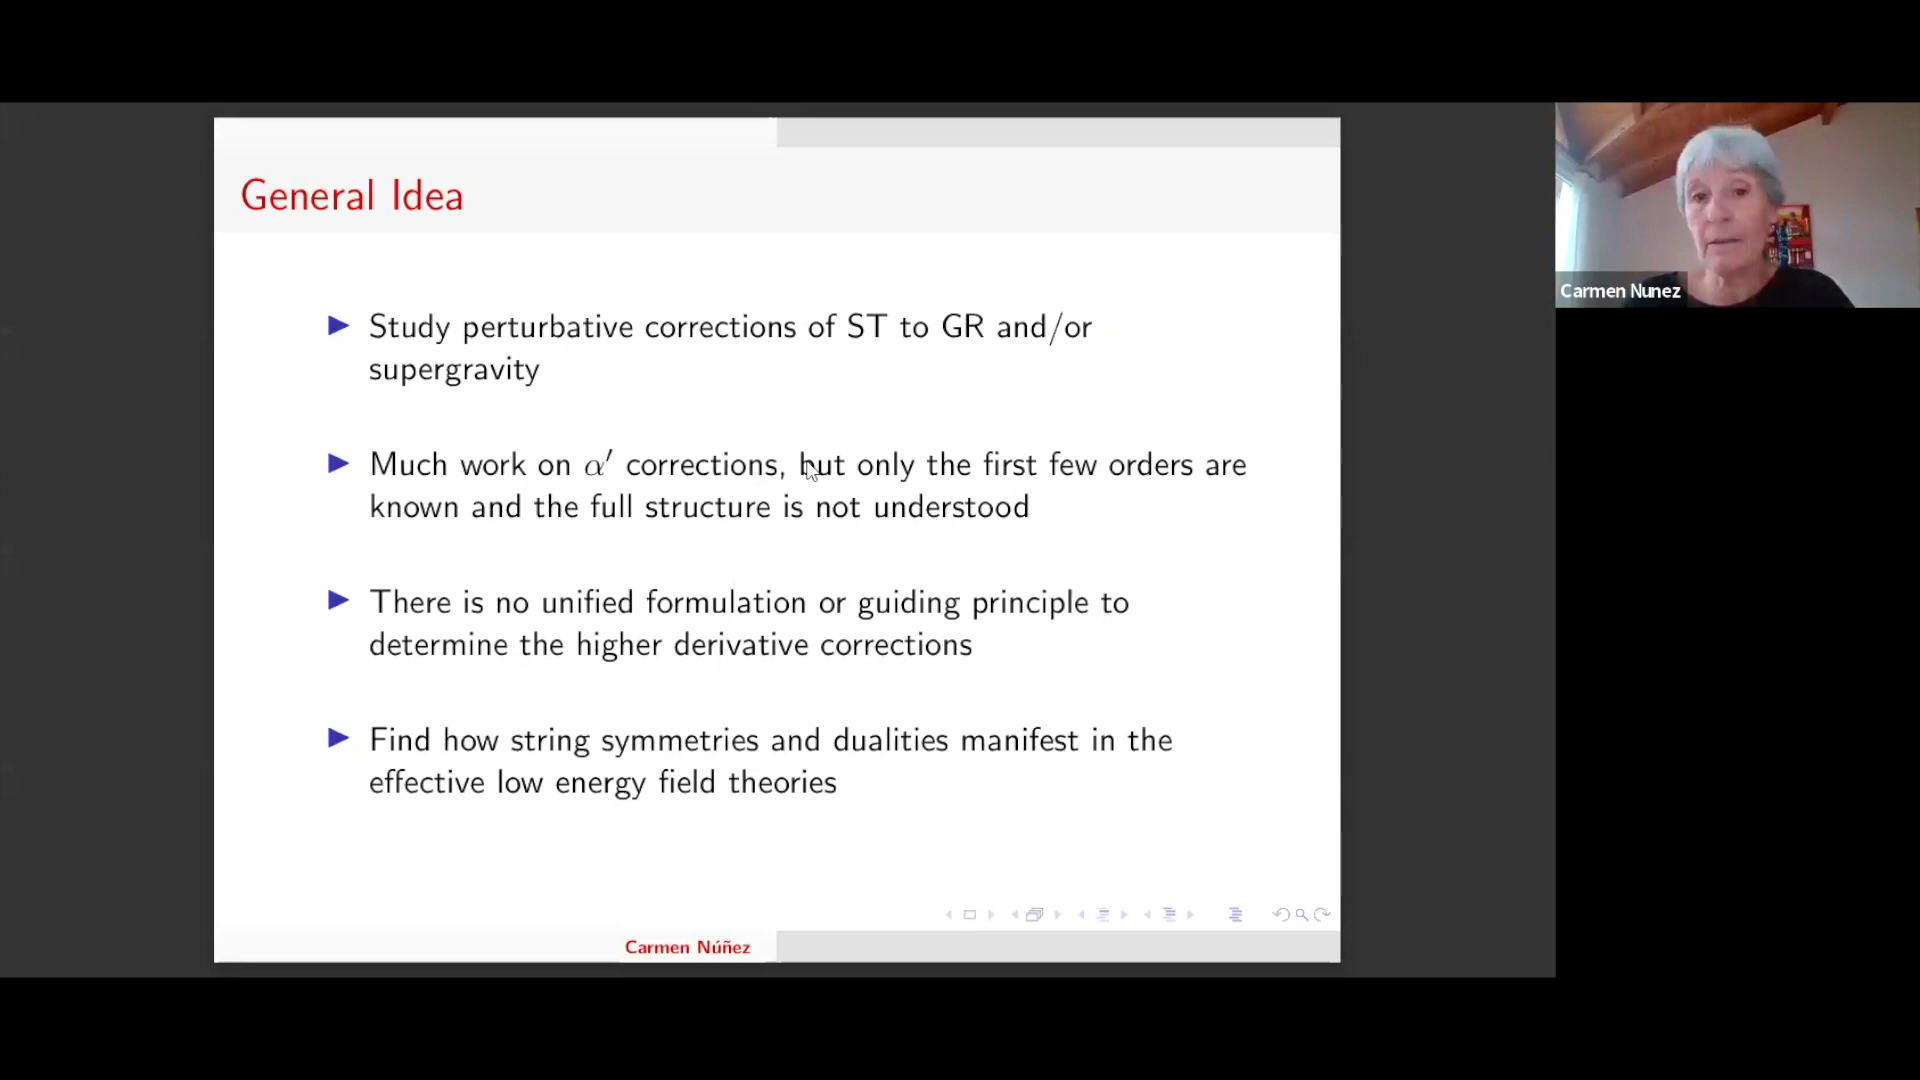 General Idea
Study perturbative corrections of ST to GR and/or
supergravity
Much work on α′ corrections, but only the first few orders are
known and the full structure is not understood
There is no unified formulation or guiding principle to
determine the higher derivative corrections
Find how string symmetries and dualities manifest in the
effective low energy field theories
Carmen Núñez
Carmen Nunez